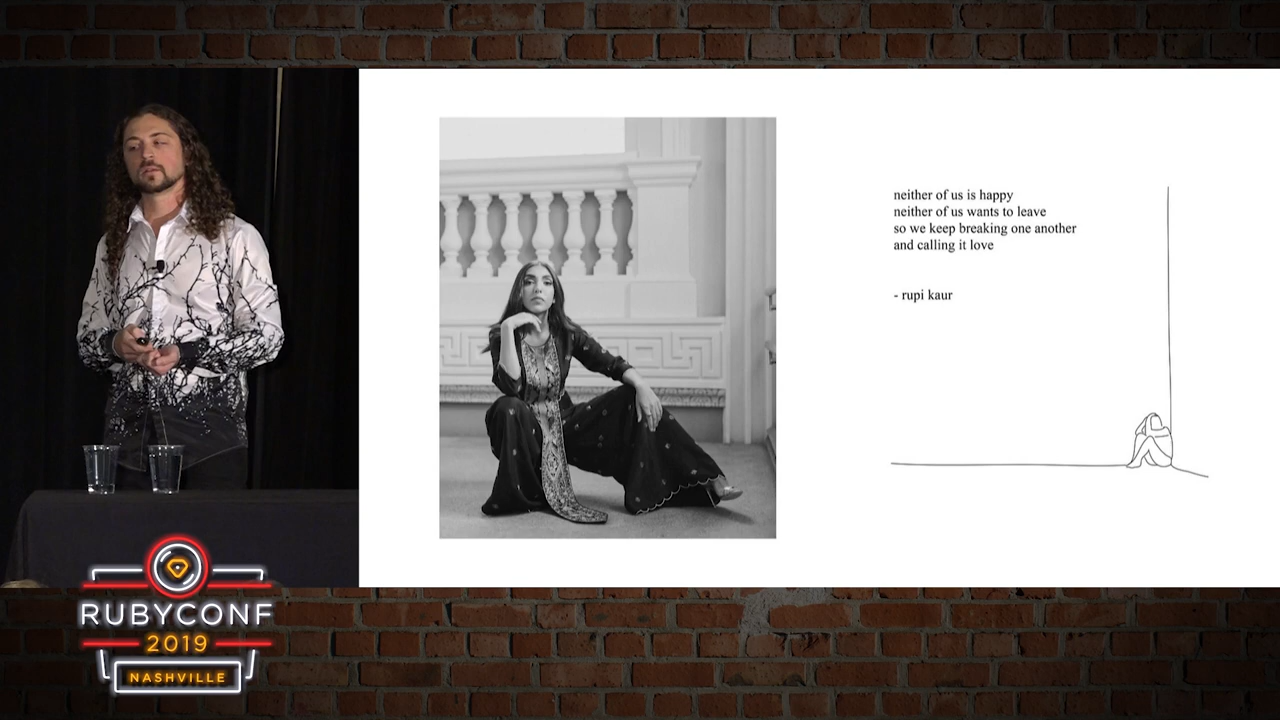 neither of us is happy
neither of us wants to leave
so we keep breaking one another
and calling it love
- rupi kaur
RUBYCONF
2019
NASHVILLE